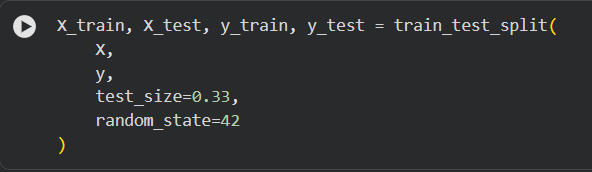 X_train, X_test, y_train, y_test = train_test_split(
    X,
    y,
    test_size=0.33,
    random_state=42
)